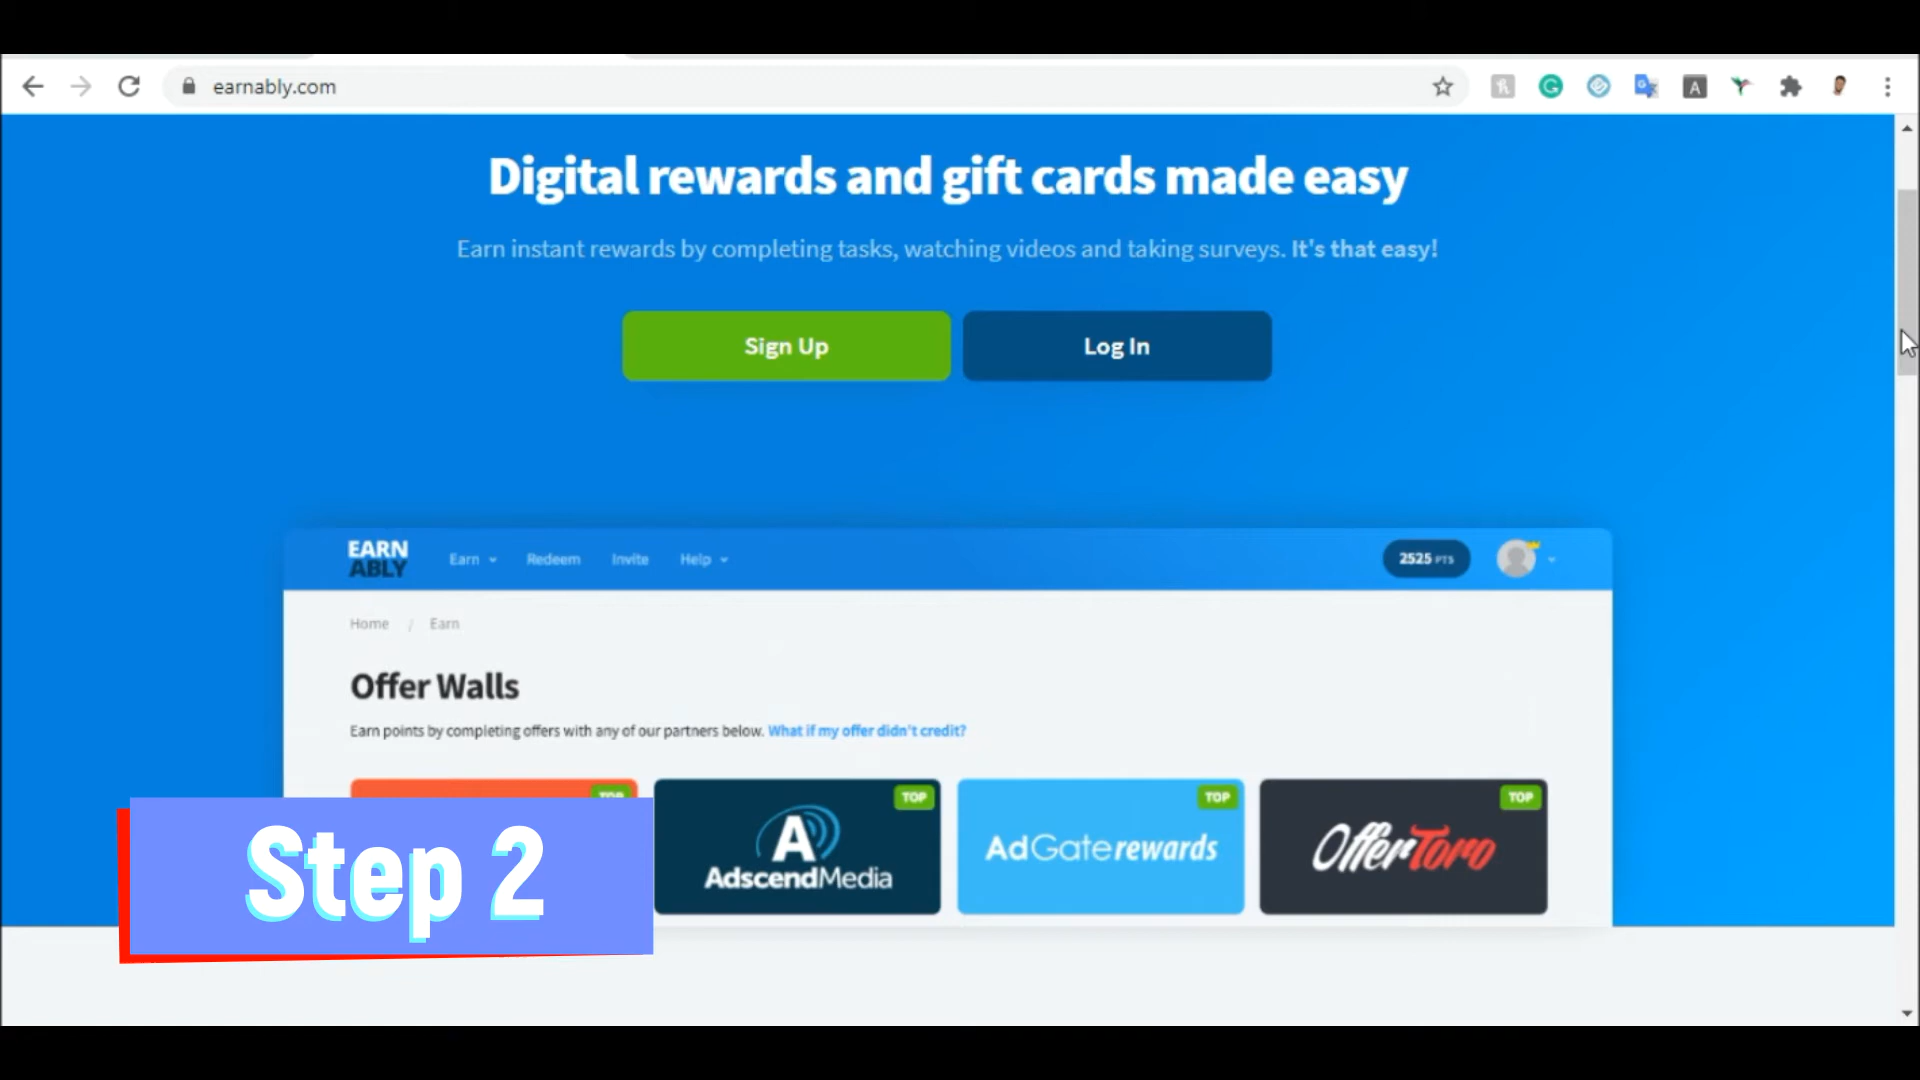 earnably.com
Digital rewards and gift cards made easy
Earn instant rewards by completing tasks, watching videos and taking surveys. It's that easy!
Sign Up
Log In
EARN
ABLY
Earn
Redeem
Invite
Help
2525 PTS
Home / Earn
Offer Walls
Earn points by completing offers with any of our partners below. What if my offer didn't credit?
TOP
TOP
TOP
TOP
A
AdscendMedia
AdGate rewards
OfferToro
Step 2